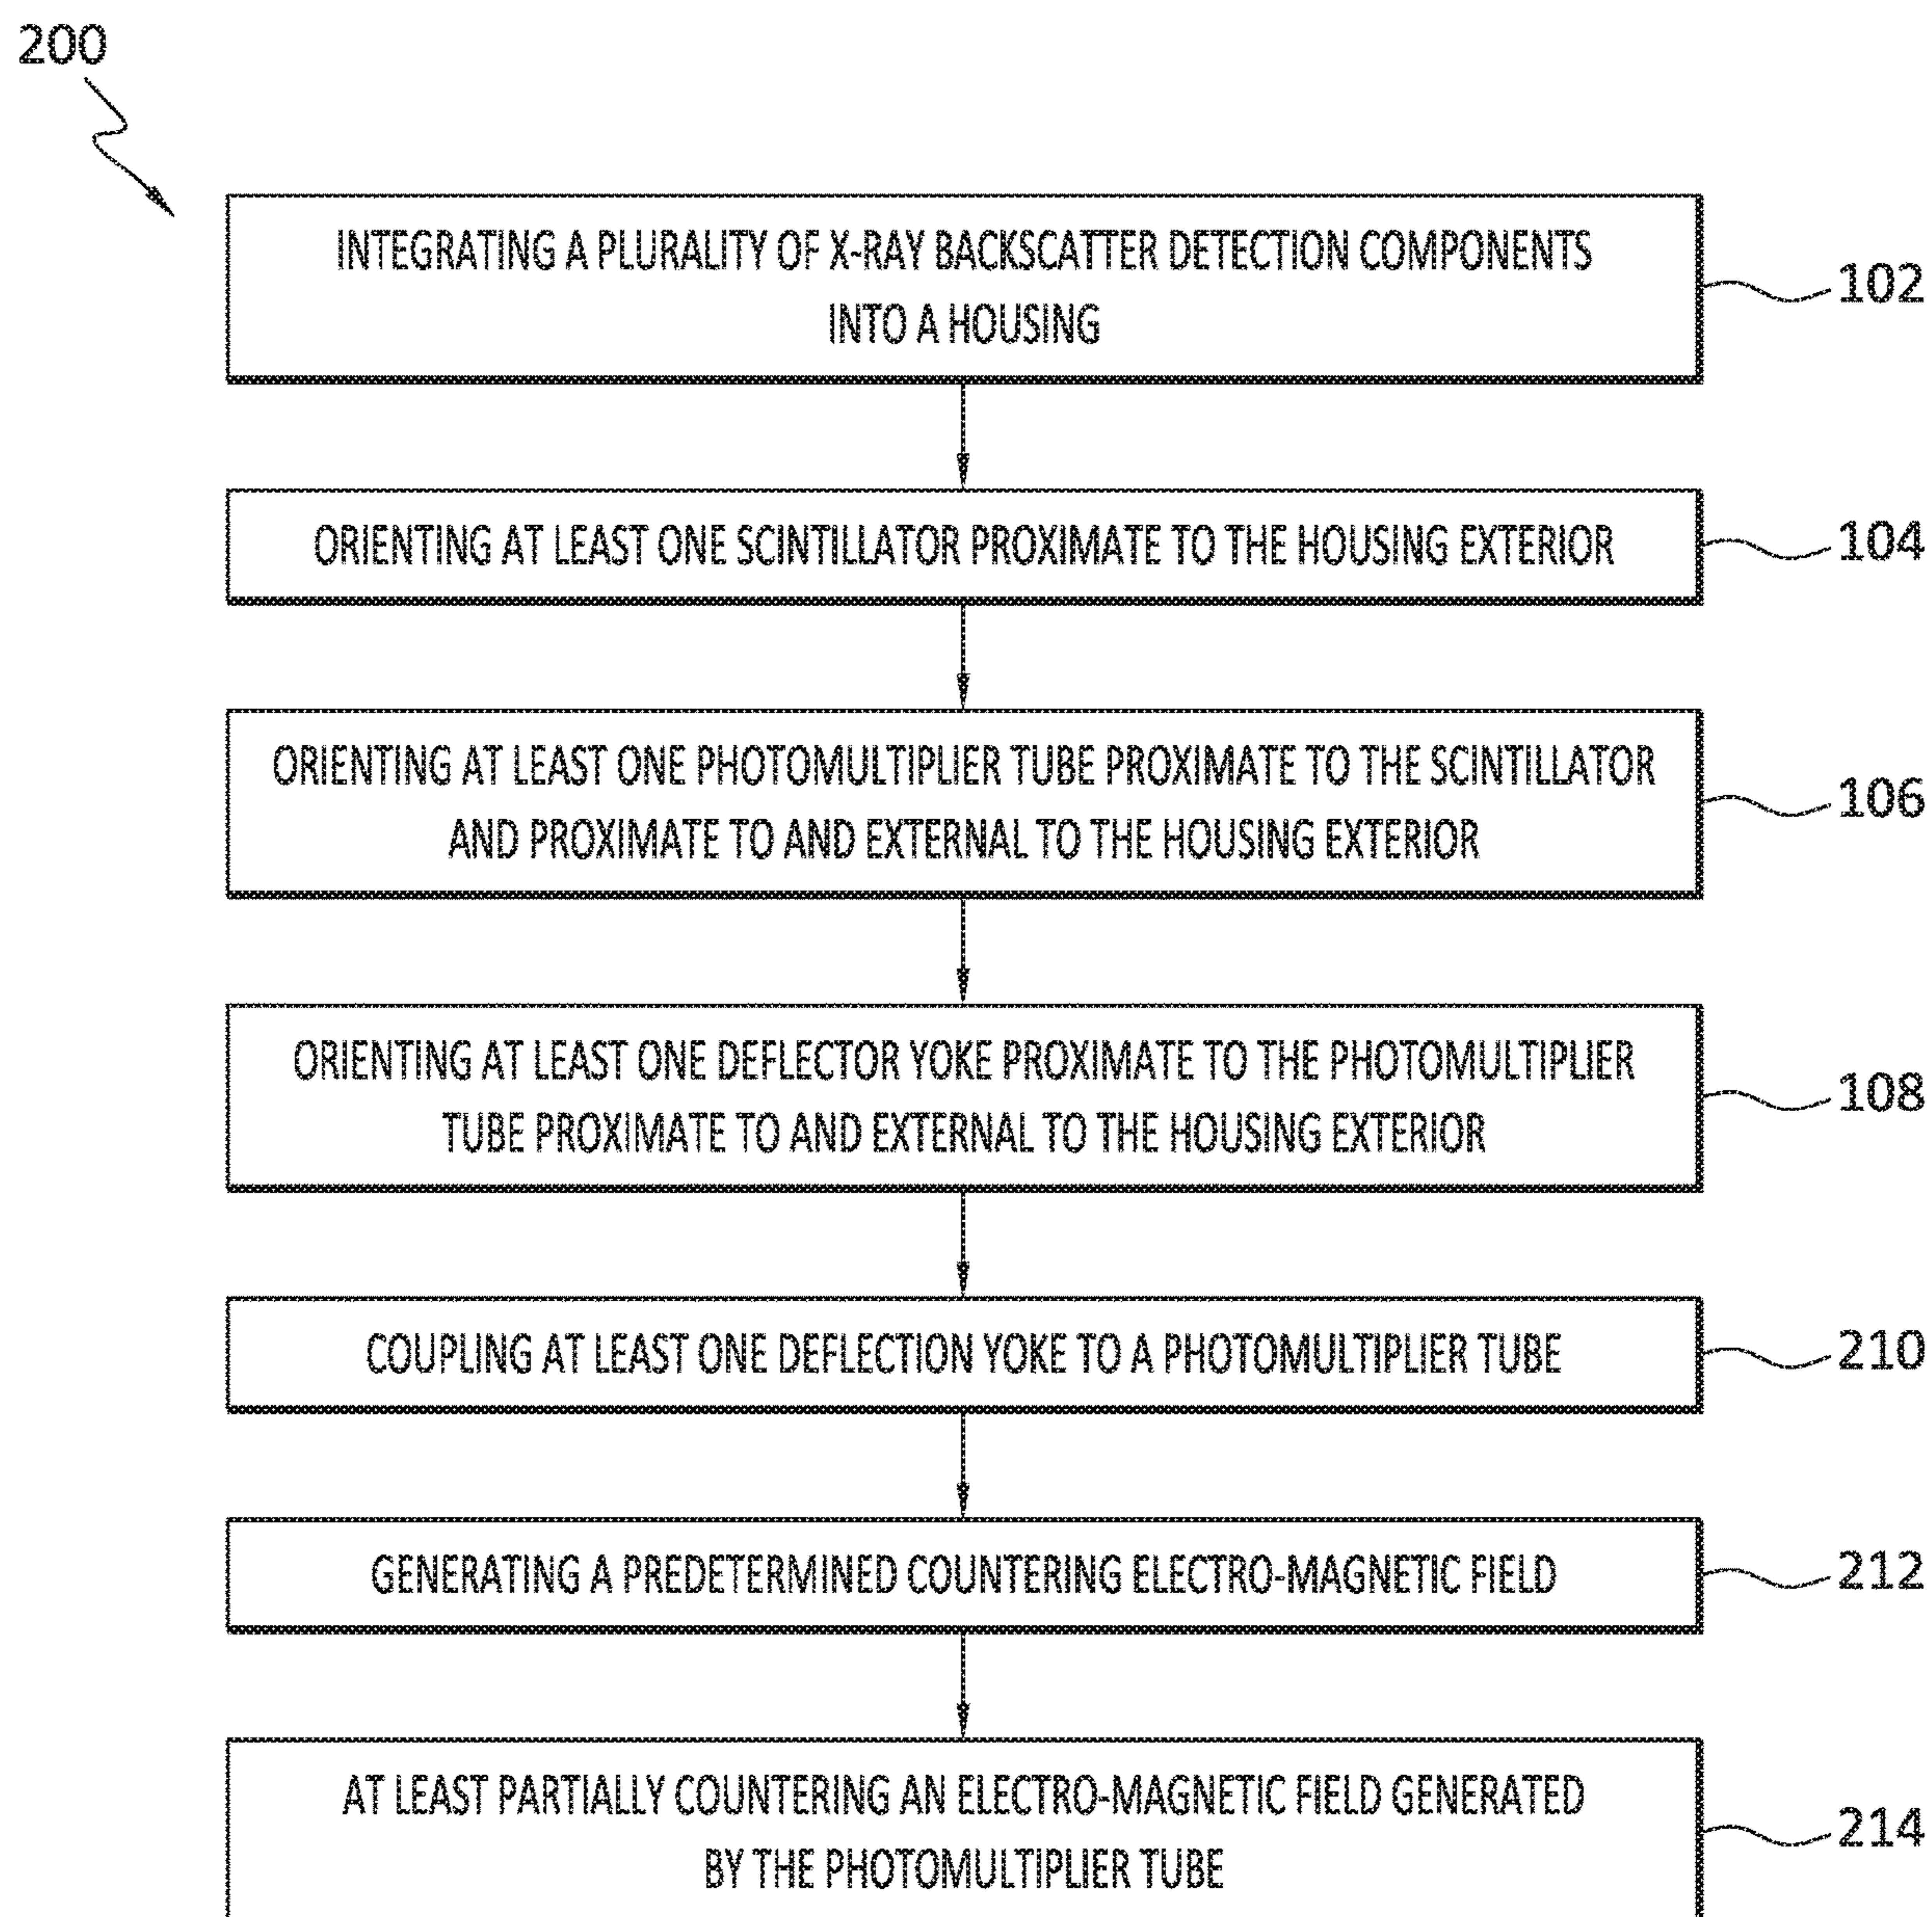 200
INTEGRATING A PLURALITY OF X-RAY BACKSCATTER DETECTION COMPONENTS
INTO A HOUSING
102
ORIENTING AT LEAST ONE SCINTILLATOR PROXIMATE TO THE HOUSING EXTERIOR
104
ORIENTING AT LEAST ONE PHOTOMULTIPLIER TUBE PROXIMATE TO THE SCINTILLATOR
AND PROXIMATE TO AND EXTERNAL TO THE HOUSING EXTERIOR
106
ORIENTING AT LEAST ONE DEFLECTOR YOKE PROXIMATE TO THE PHOTOMULTIPLIER
TUBE PROXIMATE TO AND EXTERNAL TO THE HOUSING EXTERIOR
108
COUPLING AT LEAST ONE DEFLECTION YOKE TO A PHOTOMULTIPLIER TUBE
210
GENERATING A PREDETERMINED COUNTERING ELECTRO-MAGNETIC FIELD
212
AT LEAST PARTIALLY COUNTERING AN ELECTRO-MAGNETIC FIELD GENERATED
BY THE PHOTOMULTIPLIER TUBE
214